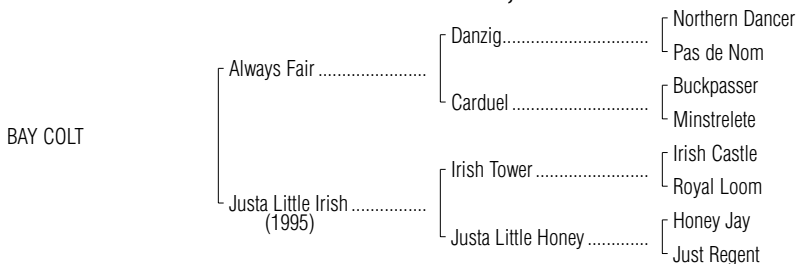 Northern Dancer
Danzig..............................
Pas de Nom
Always Fair .......................
Buckpasser
Carduel .............................
Minstrelete
BAY COLT
Irish Castle
Irish Tower ........................
Royal Loom
Justa Little Irish ................
(1995)
Honey Jay
Justa Little Honey .............
Just Regent